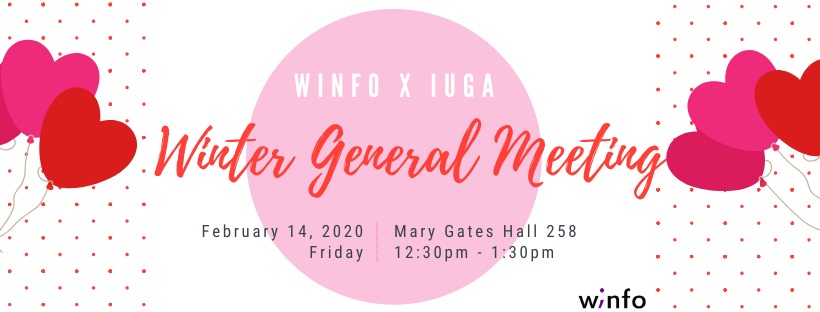 WINFO X IUGA
Winter General Meeting
February 14, 2020
Friday
Mary Gates Hall 258
12:30pm - 1:30pm
winfo